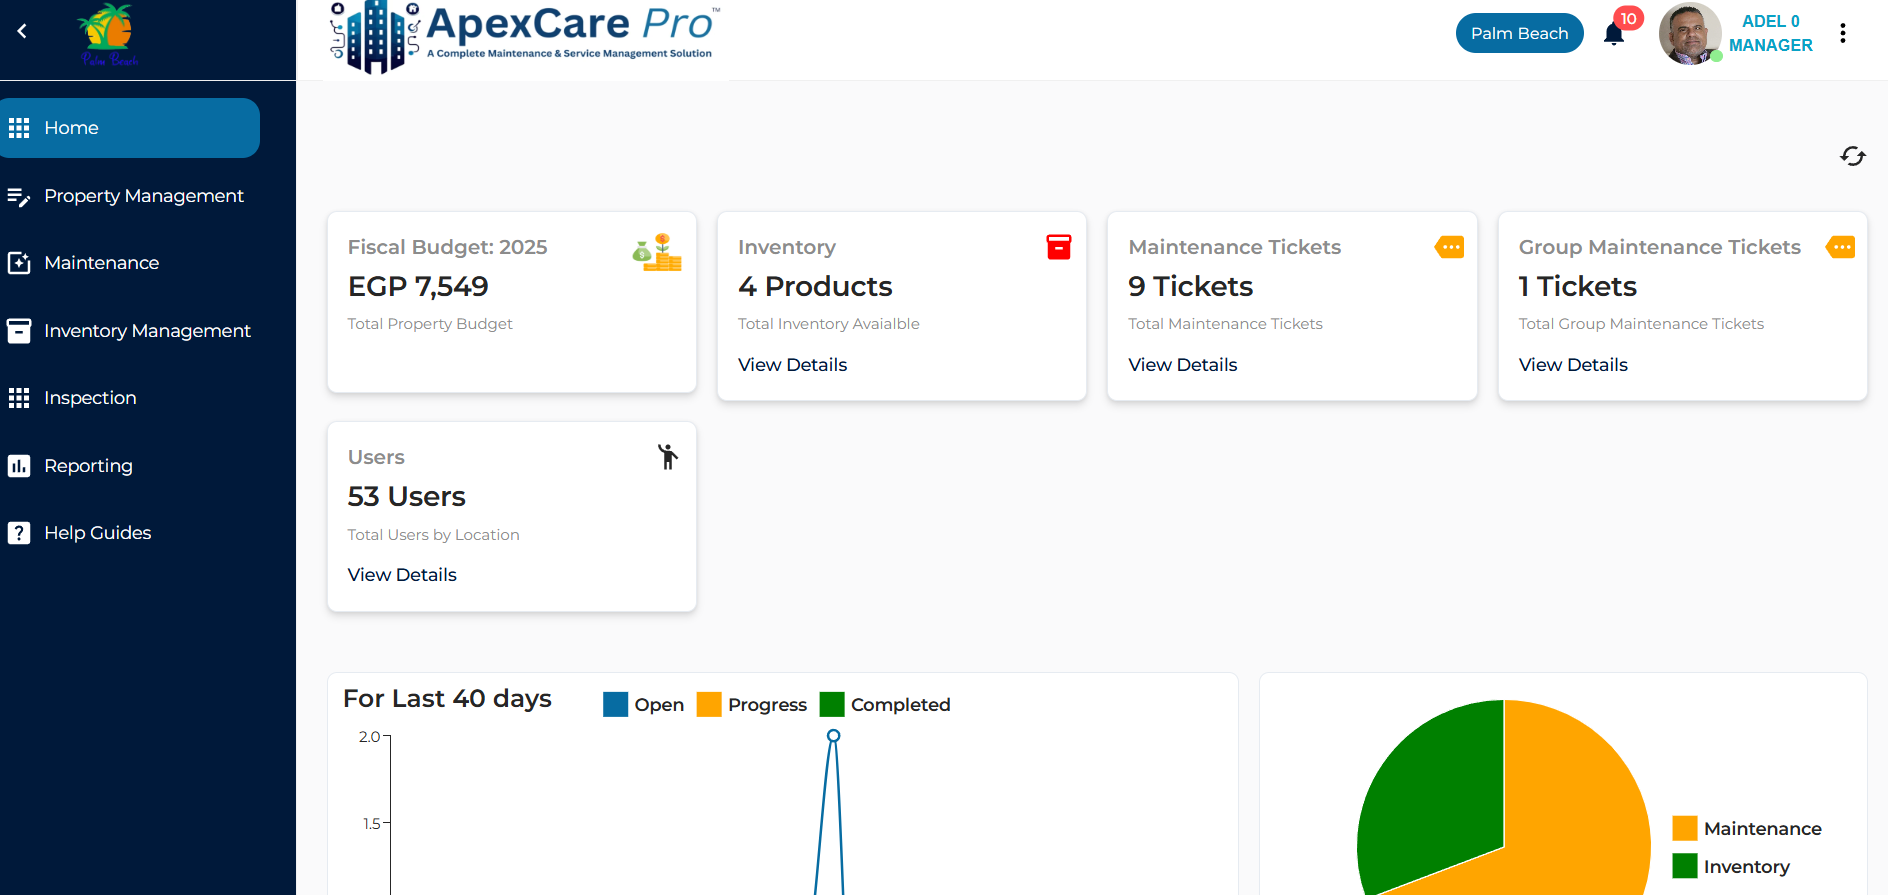 Palm Beach
ApexCare Pro™
A Complete Maintenance & Service Management Solution
Palm Beach
10
ADEL 0
MANAGER
Home
Property Management
Maintenance
Inventory Management
Inspection
Reporting
Help Guides
Fiscal Budget: 2025
EGP 7,549
Total Property Budget
Inventory
4 Products
Total Inventory Avaialble
View Details
Maintenance Tickets
9 Tickets
Total Maintenance Tickets
View Details
Group Maintenance Tickets
1 Tickets
Total Group Maintenance Tickets
View Details
Users
53 Users
Total Users by Location
View Details
For Last 40 days
Open Progress Completed
2.0
1.5
Maintenance
Inventory